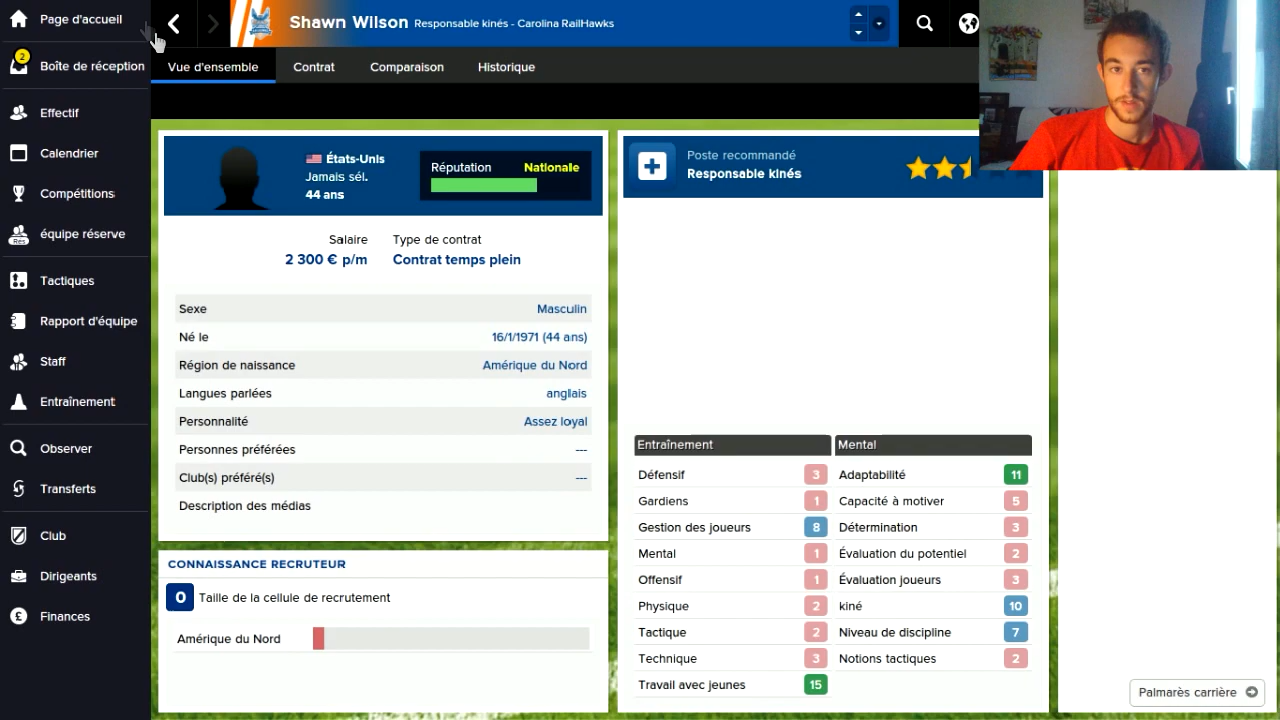 Page d'accueil
2
Boîte de réception
Effectif
Calendrier
Compétitions
équipe réserve
Res
Tactiques
Rapport d'équipe
Staff
Entraînement
Observer
Transferts
Club
Dirigeants
Finances
Shawn Wilson Responsable kinés - Carolina RailHawks
Vue d'ensemble Contrat Comparaison Historique
États-Unis
Jamais sél.
44 ans
Réputation Nationale
Salaire Type de contrat
2 300 € p/m Contrat temps plein
Sexe Masculin
Né le 16/1/1971 (44 ans)
Région de naissance Amérique du Nord
Langues parlées anglais
Personnalité Assez loyal
Personnes préférées ---
Club(s) préféré(s) ---
Description des médias
CONNAISSANCE RECRUTEUR
0 Taille de la cellule de recrutement
Amérique du Nord
Poste recommandé
Responsable kinés
Entraînement
Défensif 3
Gardiens 1
Gestion des joueurs 8
Mental 1
Offensif 1
Physique 2
Tactique 2
Technique 3
Travail avec jeunes 15
Mental
Adaptabilité 11
Capacité à motiver 5
Détermination 3
Évaluation du potentiel 2
Évaluation joueurs 3
kiné 10
Niveau de discipline 7
Notions tactiques 2
Palmarès carrière